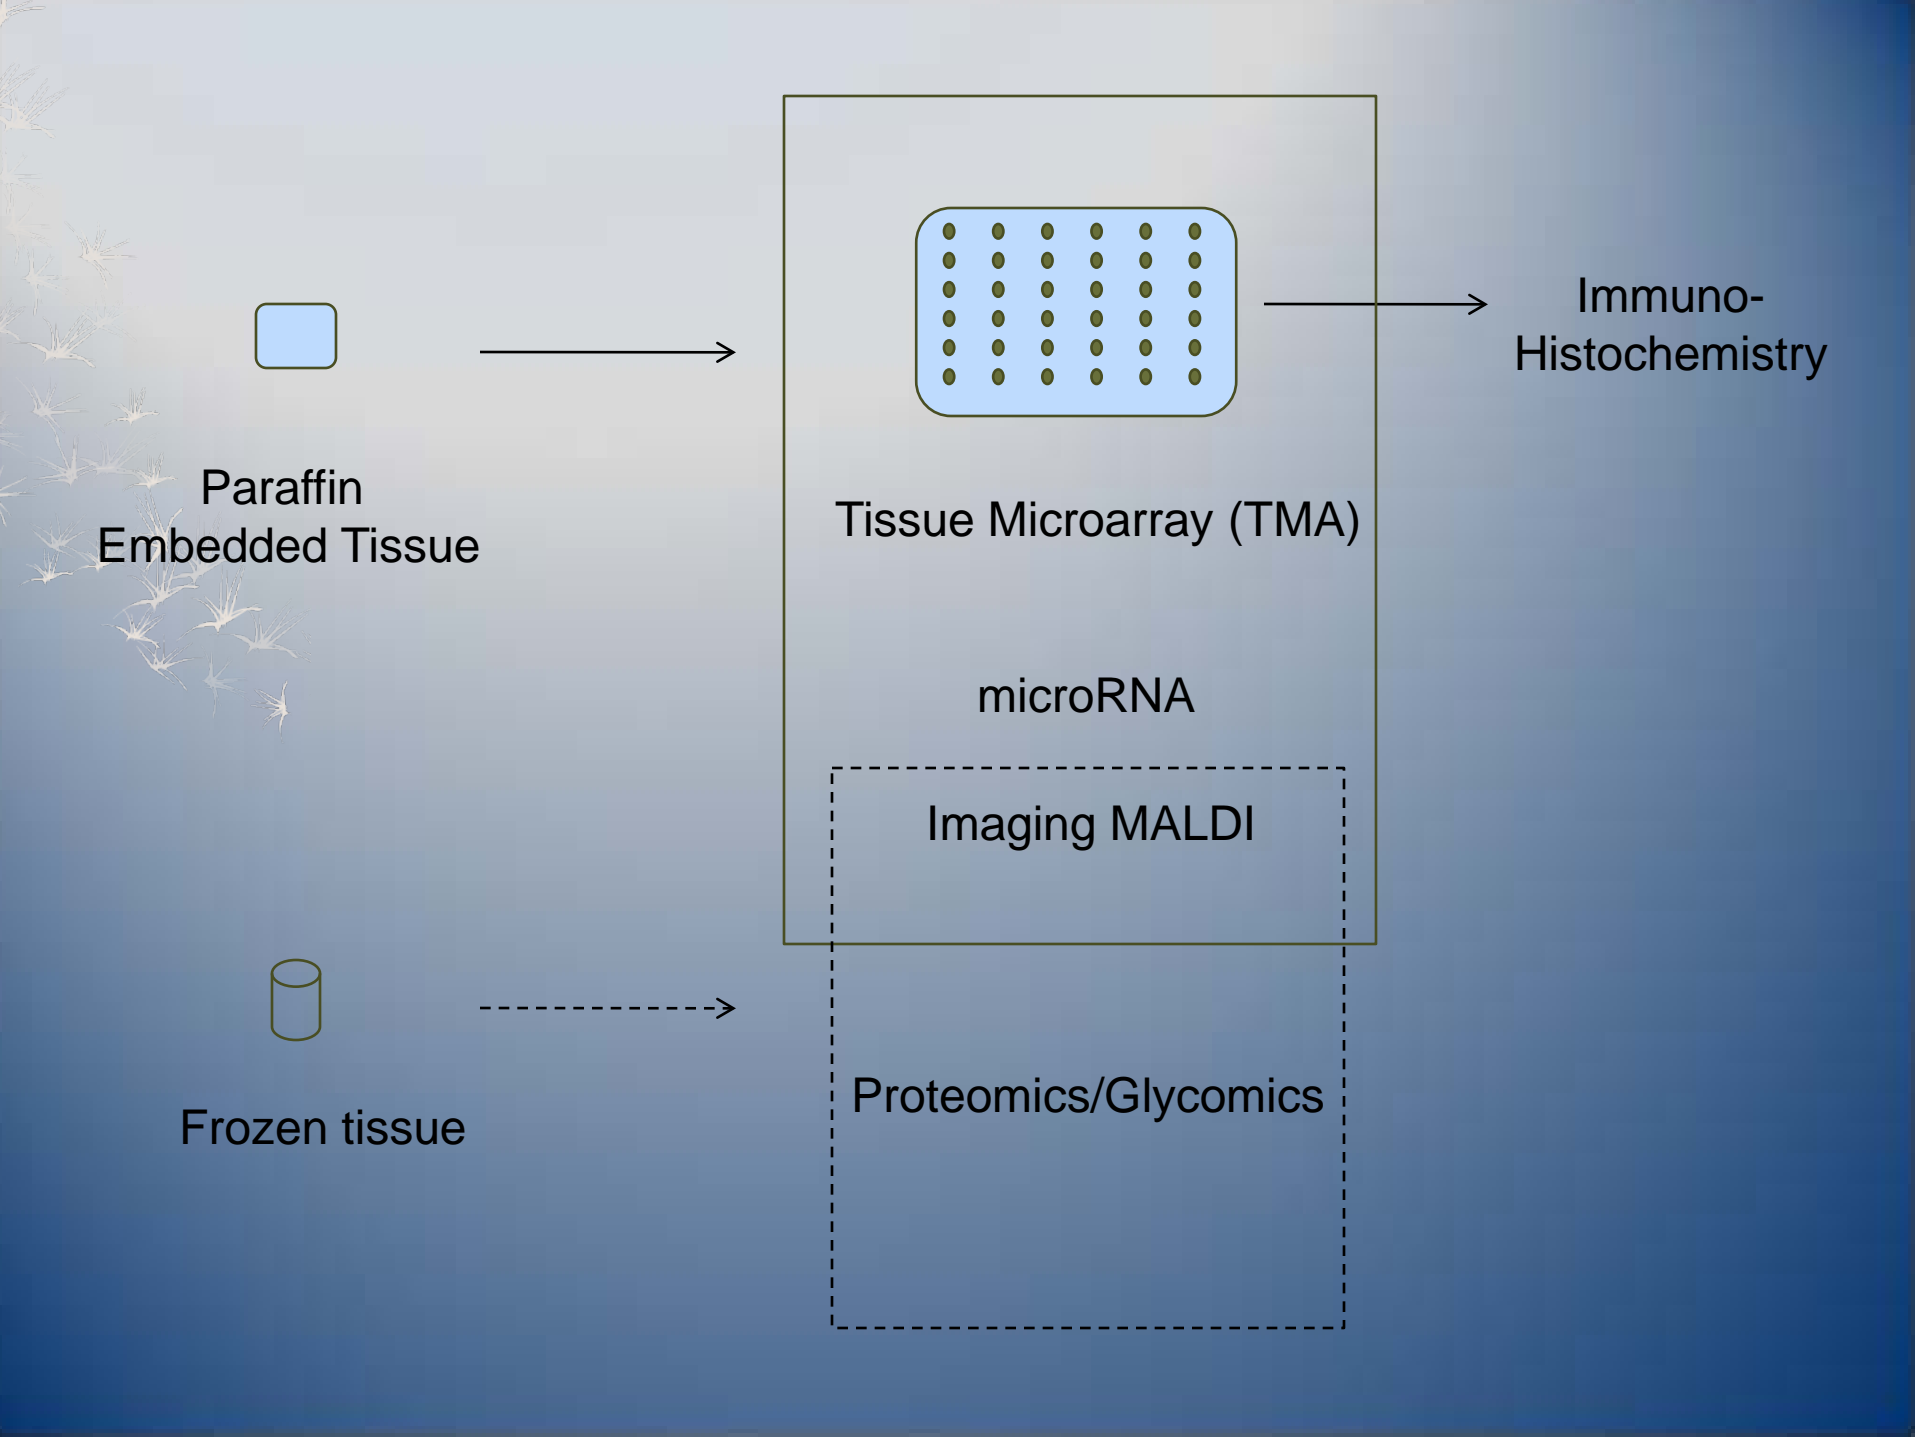 Immuno-
Histochemistry
Paraffin
Embedded Tissue
Tissue Microarray (TMA)
microRNA
Imaging MALDI
Proteomics/Glycomics
Frozen tissue